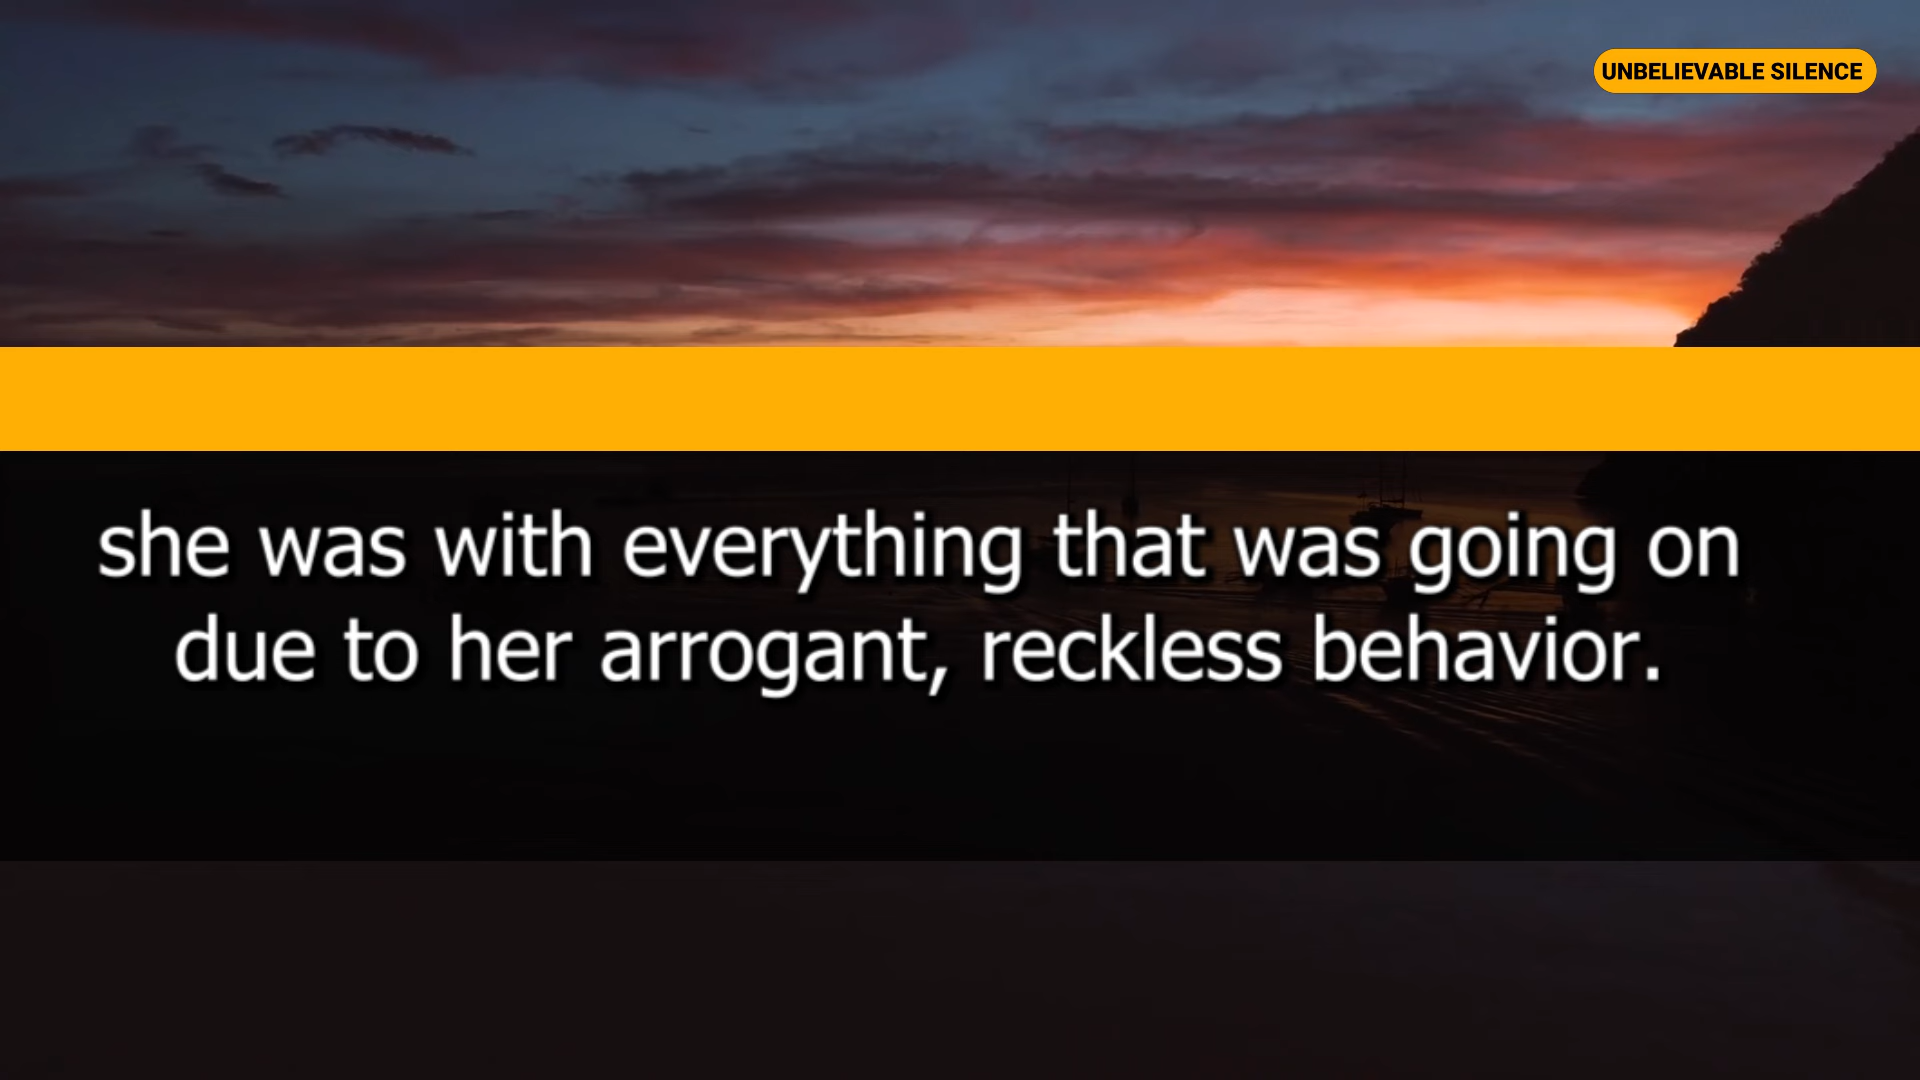 UNBELIEVABLE SILENCE
she was with everything that was going on
due to her arrogant, reckless behavior.